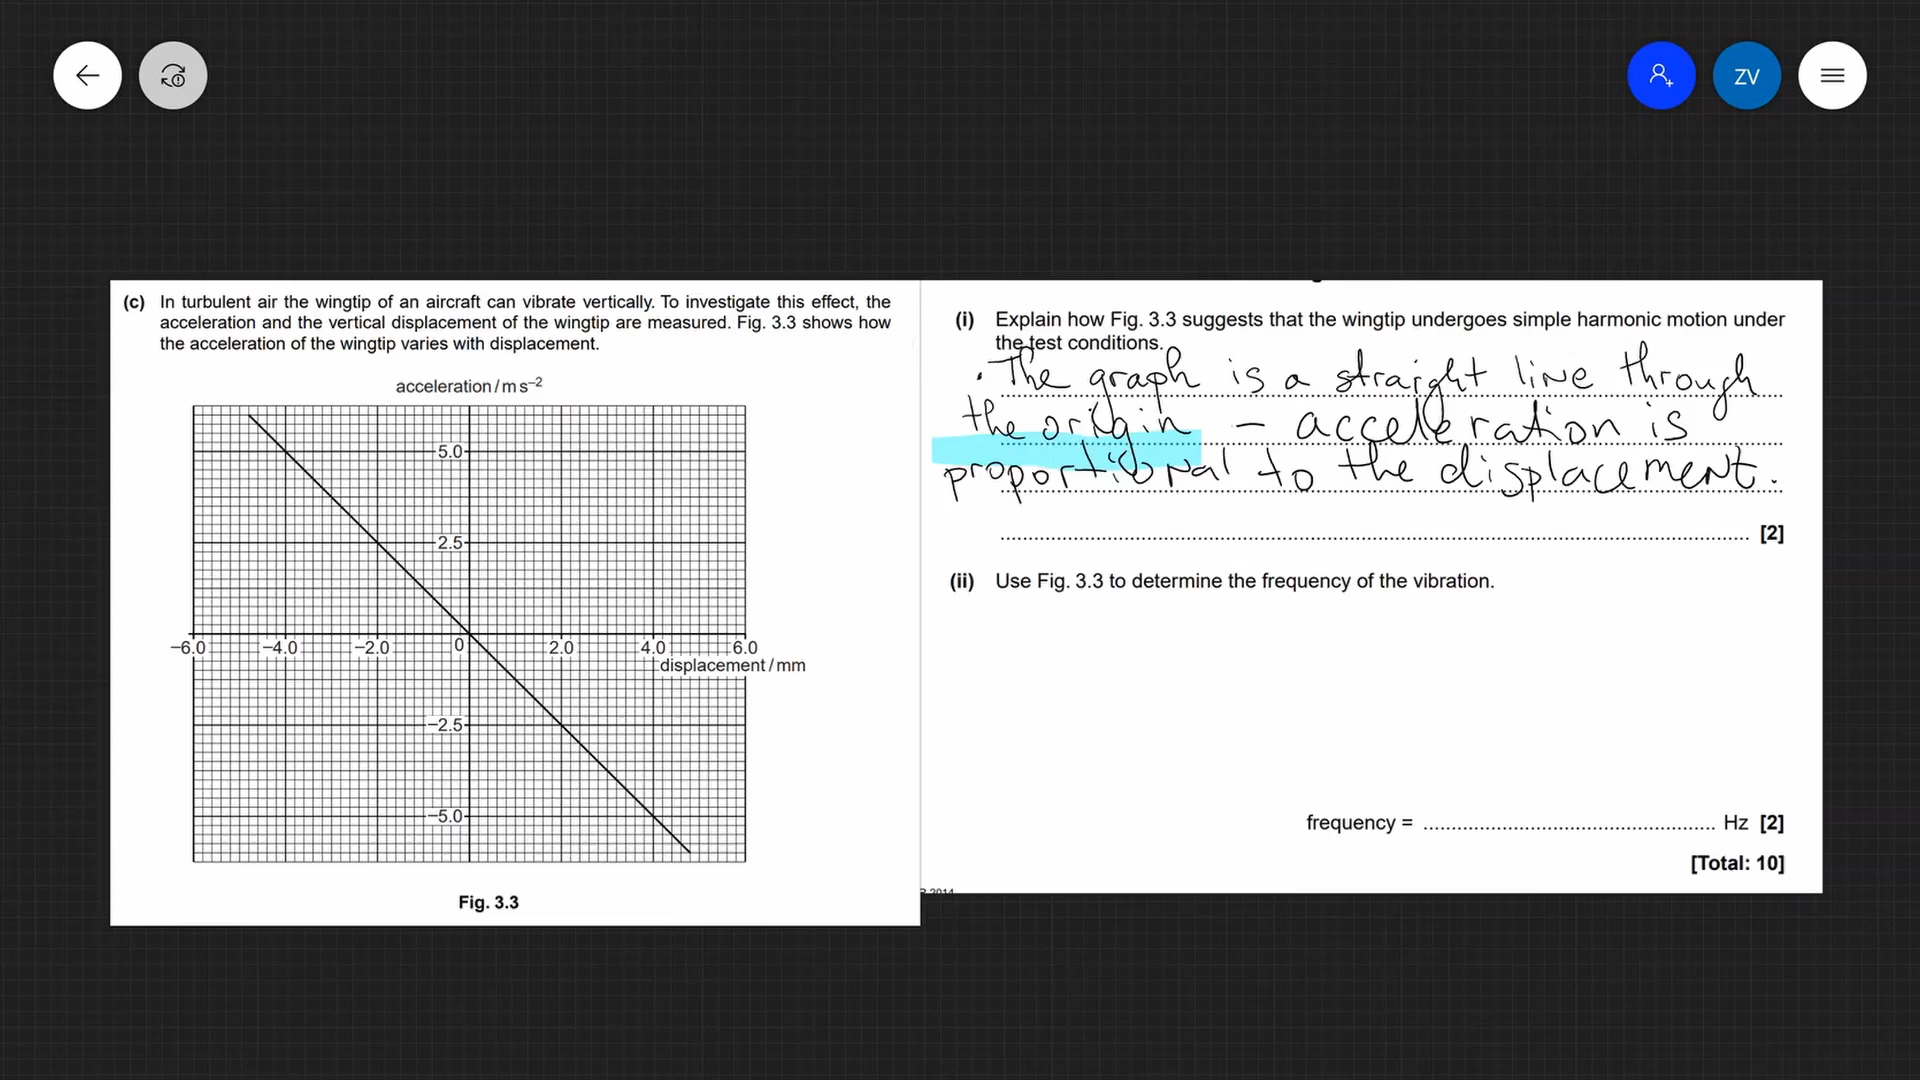 ZV
(c) In turbulent air the wingtip of an aircraft can vibrate vertically. To investigate this effect, the
acceleration and the vertical displacement of the wingtip are measured. Fig. 3.3 shows how
the acceleration of the wingtip varies with displacement.
acceleration / m s⁻²
5.0
2.5
−6.0 −4.0 −2.0 0 2.0 4.0 6.0
displacement / mm
−2.5
−5.0
Fig. 3.3
(i) Explain how Fig. 3.3 suggests that the wingtip undergoes simple harmonic motion under
the test conditions.
· The graph is a straight line through
the origin – acceleration is
proportional to the displacement.
[2]
(ii) Use Fig. 3.3 to determine the frequency of the vibration.
frequency = .................................................... Hz [2]
[Total: 10]
2014